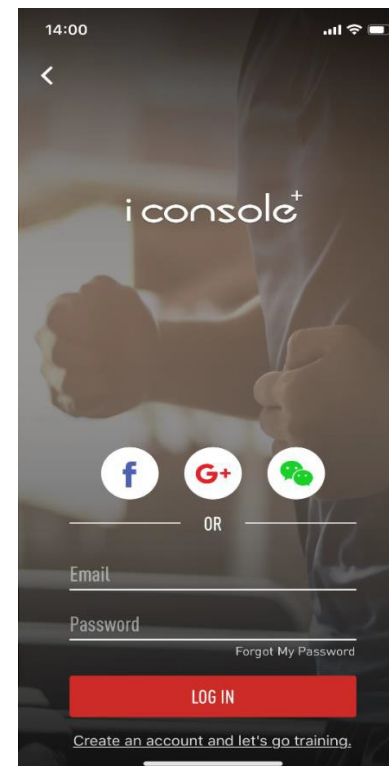 14:00
i console+
f
G+
OR
Email
Password
Forgot My Password
LOG IN
Create an account and let's go training.